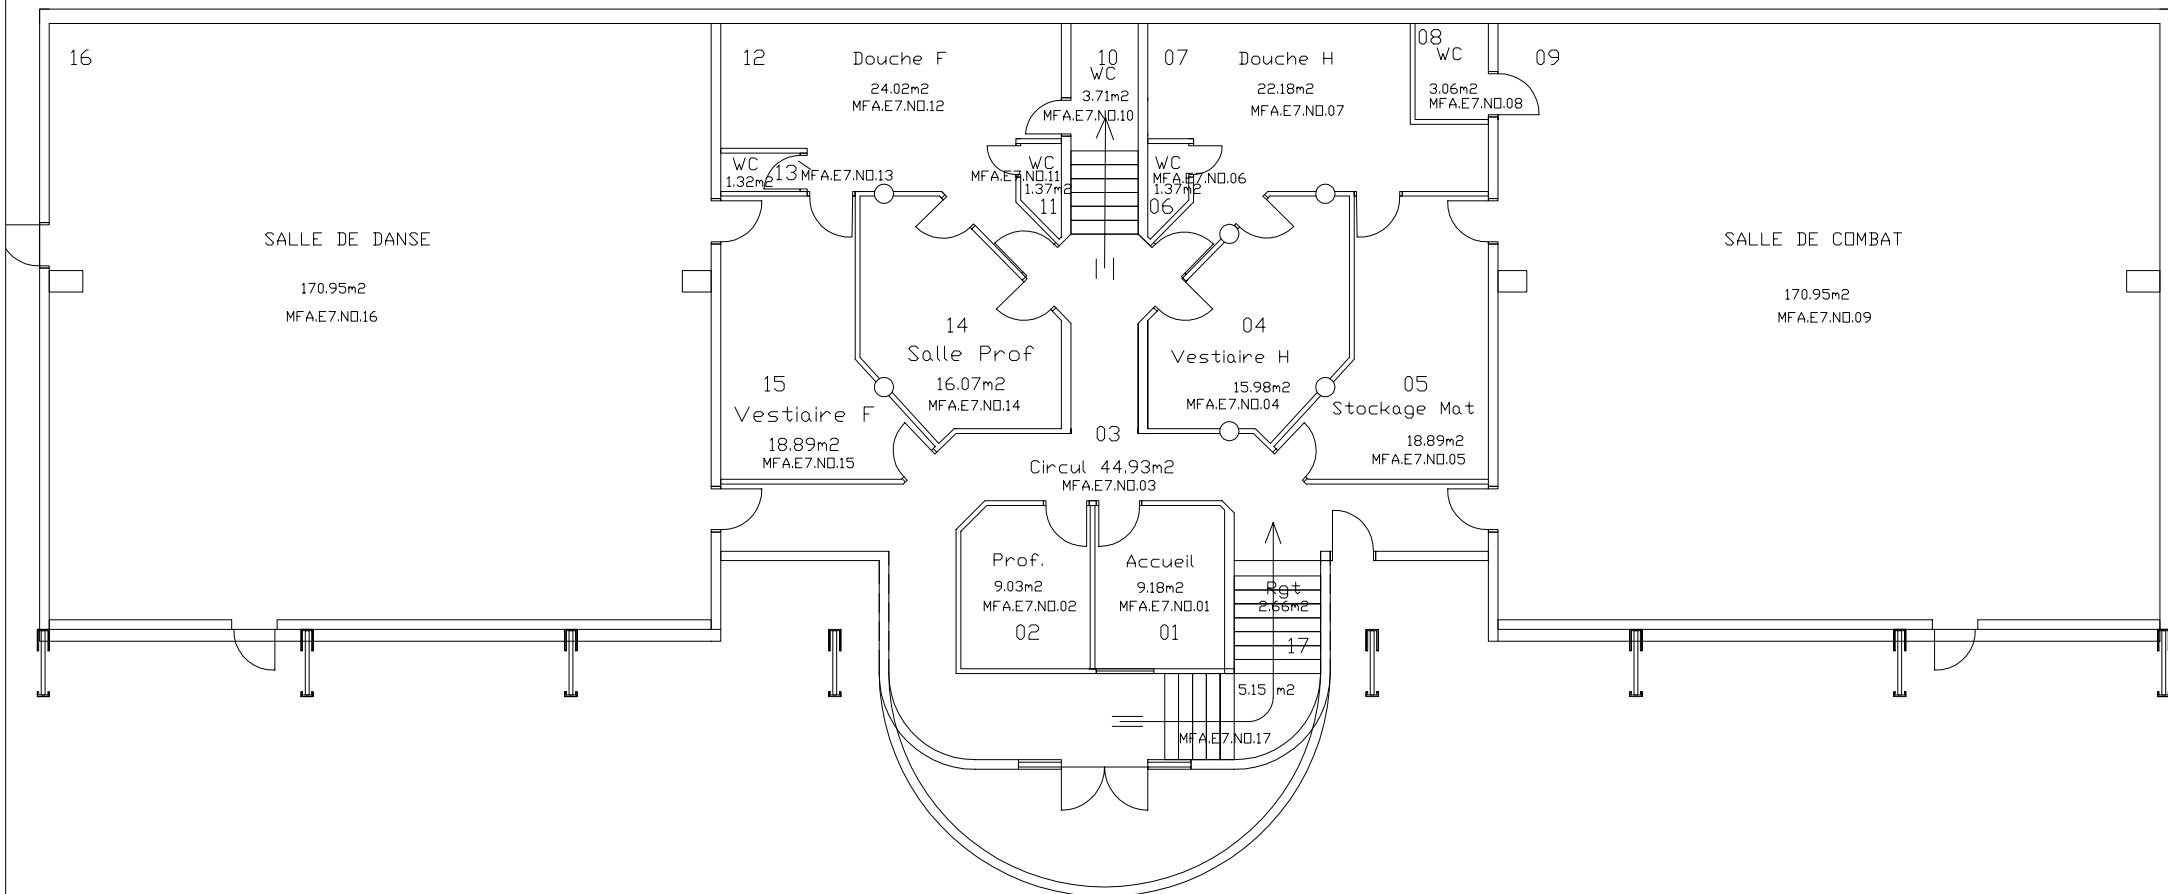 16
SALLE DE DANSE
170.95m2
MFA.E7.N0.16
12
Douche F
24.02m2
MFA.E7.N0.12
WC
1.32m2
13
MFA.E7.N0.13
10
WC
3.71m2
MFA.E7.N0.10
WC
MFA.E7.N0.11
1.37m2
11
07
Douche H
22.18m2
MFA.E7.N0.07
WC
MFA.E7.N0.06
1.37m2
06
08
WC
3.06m2
MFA.E7.N0.08
09
SALLE DE COMBAT
170.95m2
MFA.E7.N0.09
14
Salle Prof
16.07m2
MFA.E7.N0.14
04
Vestiaire H
15.98m2
MFA.E7.N0.04
15
Vestiaire F
18.89m2
MFA.E7.N0.15
05
Stockage Mat
18.89m2
MFA.E7.N0.05
03
Circul 44.93m2
MFA.E7.N0.03
Prof.
9.03m2
MFA.E7.N0.02
02
Accueil
9.18m2
MFA.E7.N0.01
01
Rgt
2.66m2
17
5.15 m2
MFA.E7.N0.17